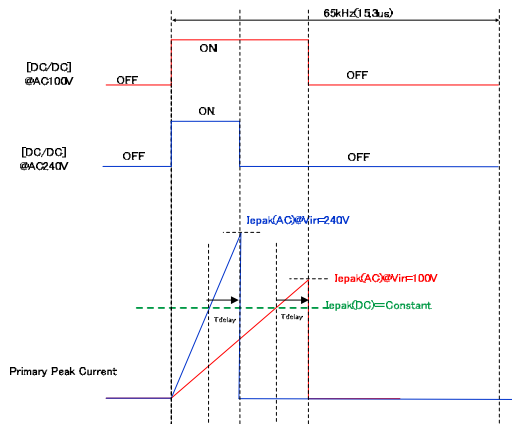 65kHz(15.3us)
ON
[DC/DC]
@AC100V
OFF
OFF
ON
[DC/DC]
@AC240V
OFF
OFF
Iepak(AC)@Vin=240V
Iepak(AC)@Vin=100V
Iepak(DC)=Constant
Tdelay
Tdelay
Primary Peak Current